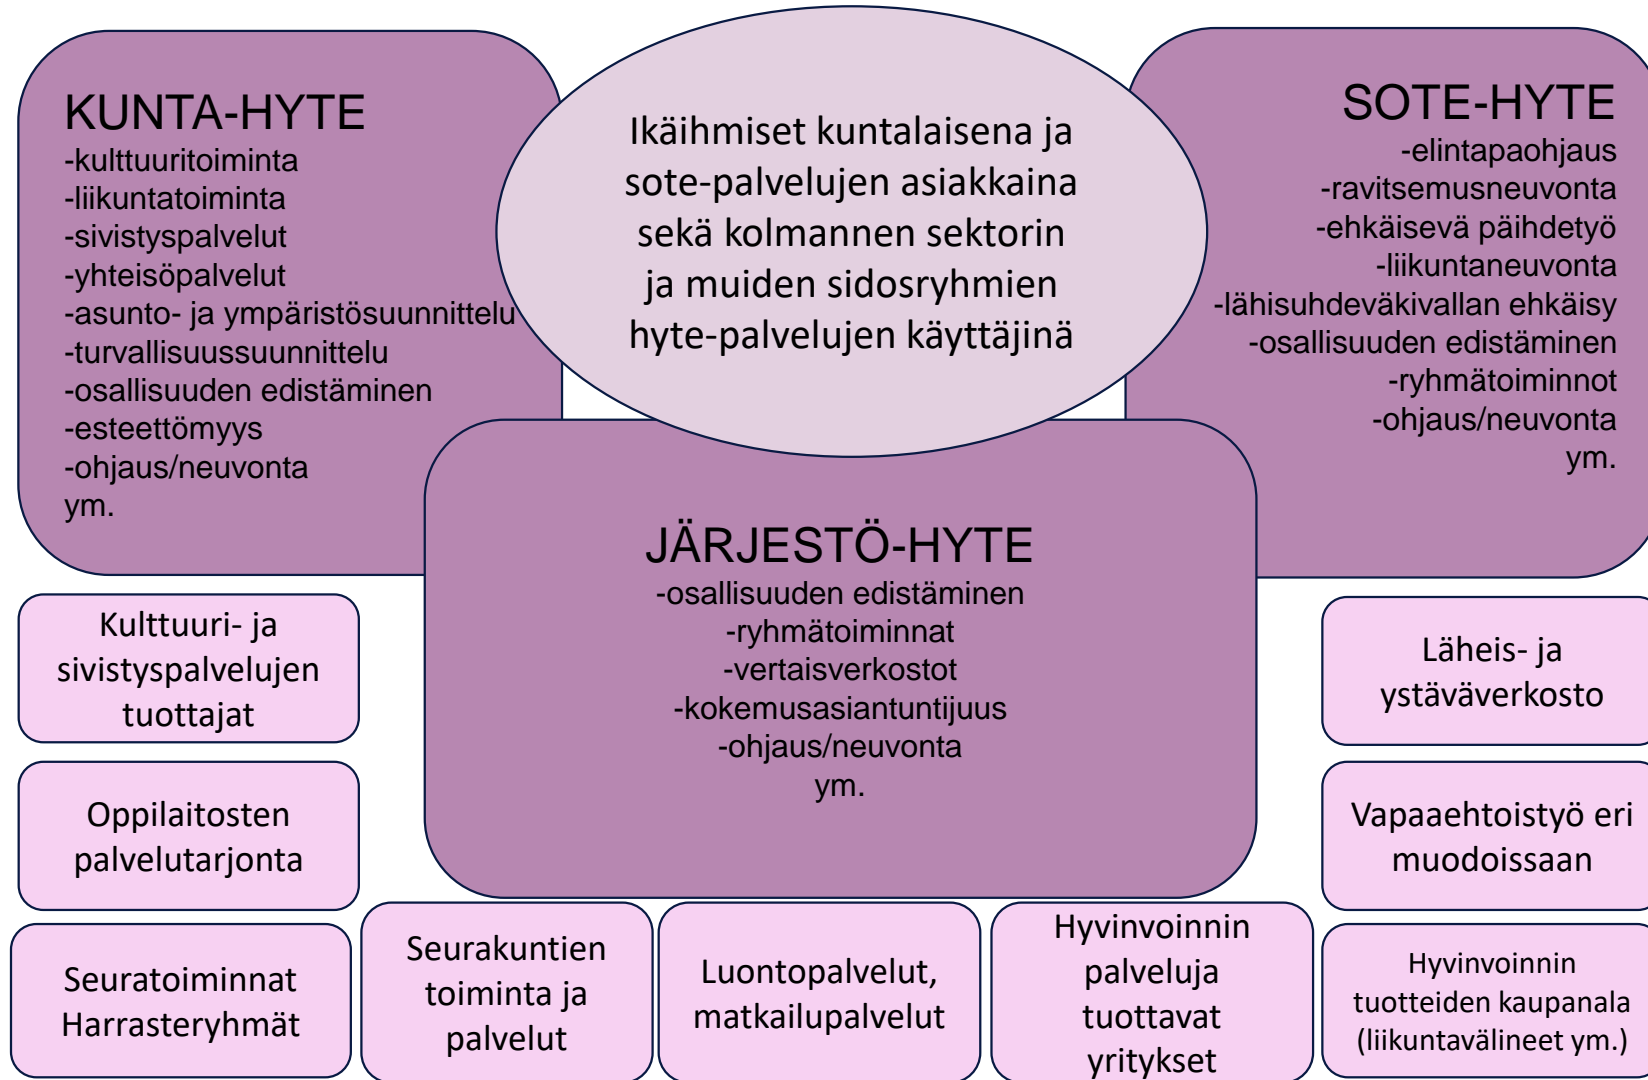 KUNTA-HYTE
-kulttuuritoiminta
-liikuntatoiminta
-sivistyspalvelut
-yhteisöpalvelut
-asunto- ja ympäristösuunnittelu
-turvallisuussuunnittelu
-osallisuuden edistäminen
-esteettömyys
-ohjaus/neuvonta
ym.
Ikäihmiset kuntalaisena ja
sote-palvelujen asiakkaina
sekä kolmannen sektorin
ja muiden sidosryhmien
hyte-palvelujen käyttäjinä
SOTE-HYTE
-elintapaohjaus
-ravitsemusneuvonta
-ehkäisevä päihdetyö
-liikuntaneuvonta
-lähisuhdeväkivallan ehkäisy
-osallisuuden edistäminen
-ryhmätoiminnot
-ohjaus/neuvonta
ym.
JÄRJESTÖ-HYTE
-osallisuuden edistäminen
-ryhmätoiminnat
-vertaisverkostot
-kokemusasiantuntijuus
-ohjaus/neuvonta
ym.
Kulttuuri- ja
sivistyspalvelujen
tuottajat
Läheis- ja
ystäväverkosto
Oppilaitosten
palvelutarjonta
Vapaaehtoistyö eri
muodoissaan
Seuratoiminnat
Harrasteryhmät
Seurakuntien
toiminta ja
palvelut
Luontopalvelut,
matkailupalvelut
Hyvinvoinnin
palveluja
tuottavat
yritykset
Hyvinvoinnin
tuotteiden kaupanala
(liikuntavälineet ym.)